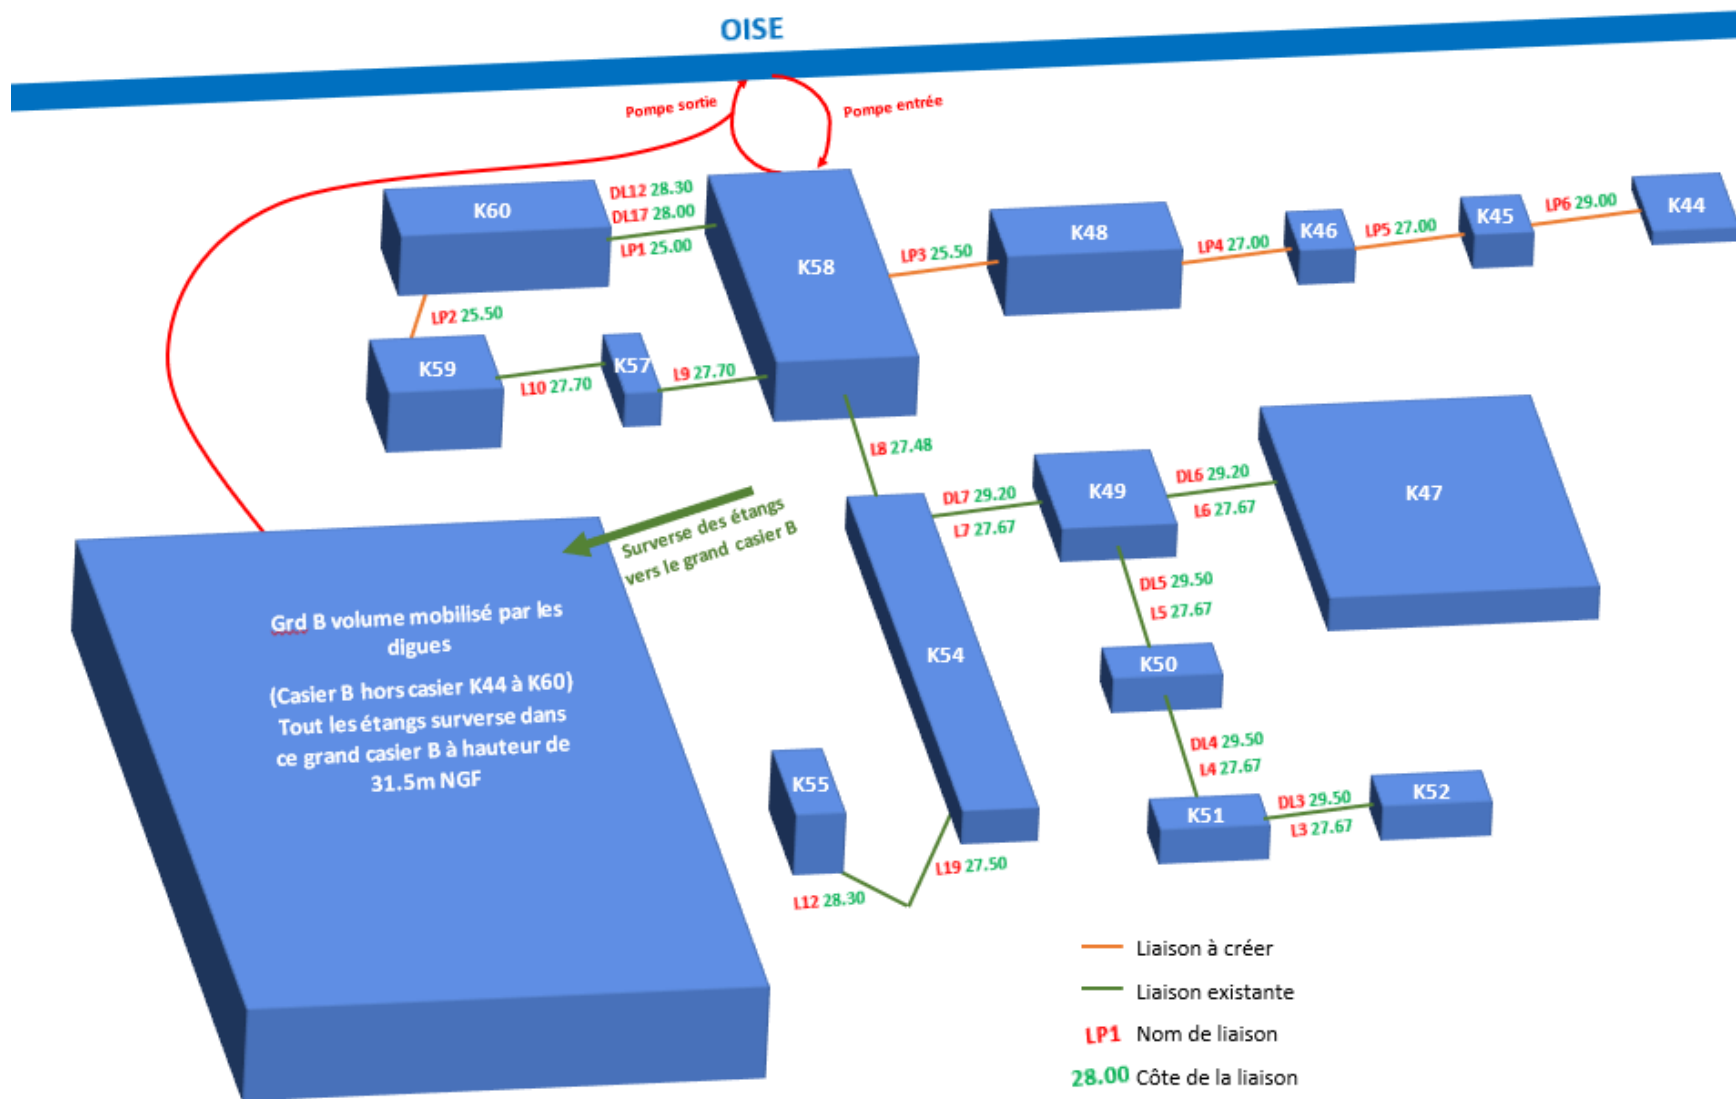 OISE
Pompe sortie
Pompe entrée
K60
DL12 28.30
DL17 28.00
LP1 25.00
K58
LP3 25.50
K48
LP4 27.00
K46
LP5 27.00
K45
LP6 29.00
K44
LP2 25.50
K59
L10 27.70
K57
L9 27.70
L8 27.48
DL7 29.20
L7 27.67
K49
DL6 29.20
L6 27.67
K47
Surverse des étangs
vers le grand casier B
DL5 29.50
L5 27.67
Grd B volume mobilisé par les
digues
(Casier B hors casier K44 à K60)
Tout les étangs surverse dans
ce grand casier B à hauteur de
31.5m NGF
K54
K50
DL4 29.50
L4 27.67
K55
K51
DL3 29.50
L3 27.67
K52
L19 27.50
L12 28.30
Liaison à créer
Liaison existante
LP1 Nom de liaison
28.00 Côte de la liaison